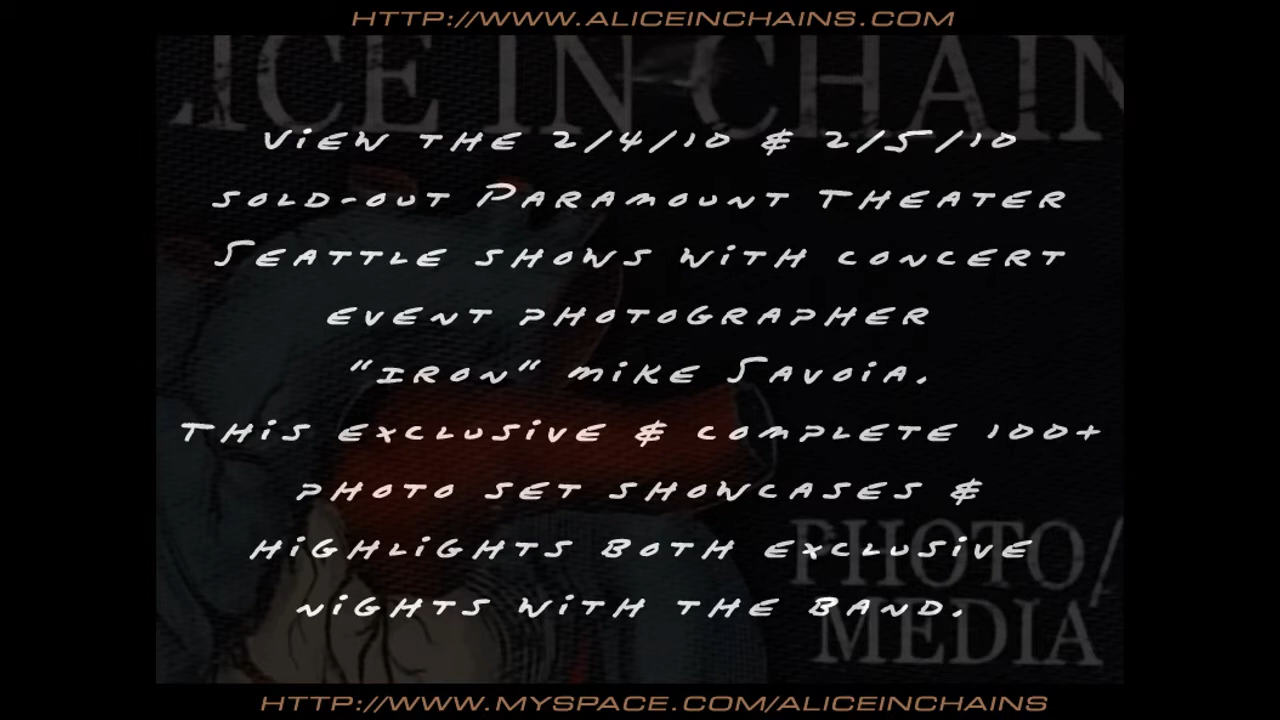 HTTP://WWW.ALICEINCHAINS.COM
LICE IN CHAIN
ViEW THE 2/4/10 & 2/5/10
SOLD-OUT PARAMOUNT THEATER
SEATTLE SHOWS WiTH CONCERT
EVENT PHOTOGRAPHER
"IRON" MiKE SAVOiA.
THiS EXCLUSiVE & COMPLETE 100+
PHOTO SET SHOWCASES &
HiGHLiGHTS BOTH EXCLUSiVE
NiGHTS WiTH THE BAND.
PHOTO/
MEDIA
HTTP://WWW.MYSPACE.COM/ALICEINCHAINS